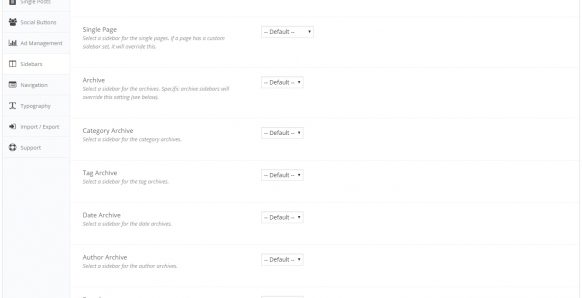 Single Posts
Social Buttons
Ad Management
Sidebars
Navigation
Typography
Import / Export
Support
Single Page
Select a sidebar for the single pages. If a page has a custom
sidebar set, it will override this.
-- Default --
Archive
Select a sidebar for the archives. Specific archive sidebars will
override this setting (see below).
-- Default --
Category Archive
Select a sidebar for the category archives.
-- Default --
Tag Archive
Select a sidebar for the tag archives.
-- Default --
Date Archive
Select a sidebar for the date archives.
-- Default --
Author Archive
Select a sidebar for the author archives.
-- Default --